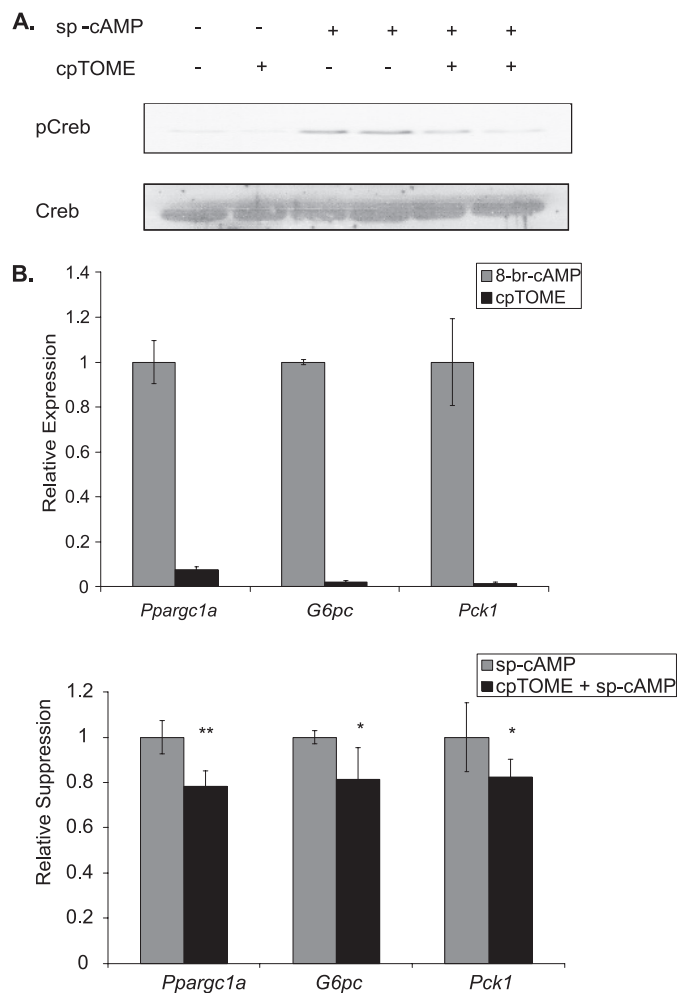 A. sp-cAMP - - + + + +
cpTOME - + - - + +
pCreb
Creb
B.
1.4
1.2
1
0.8
0.6
0.4
0.2
0
Relative Expression
8-br-cAMP
cpTOME
Ppargc1a G6pc Pck1
1.2
1
0.8
0.6
0.4
0.2
0
Relative Suppression
sp-cAMP
cpTOME + sp-cAMP
** * *
Ppargc1a G6pc Pck1